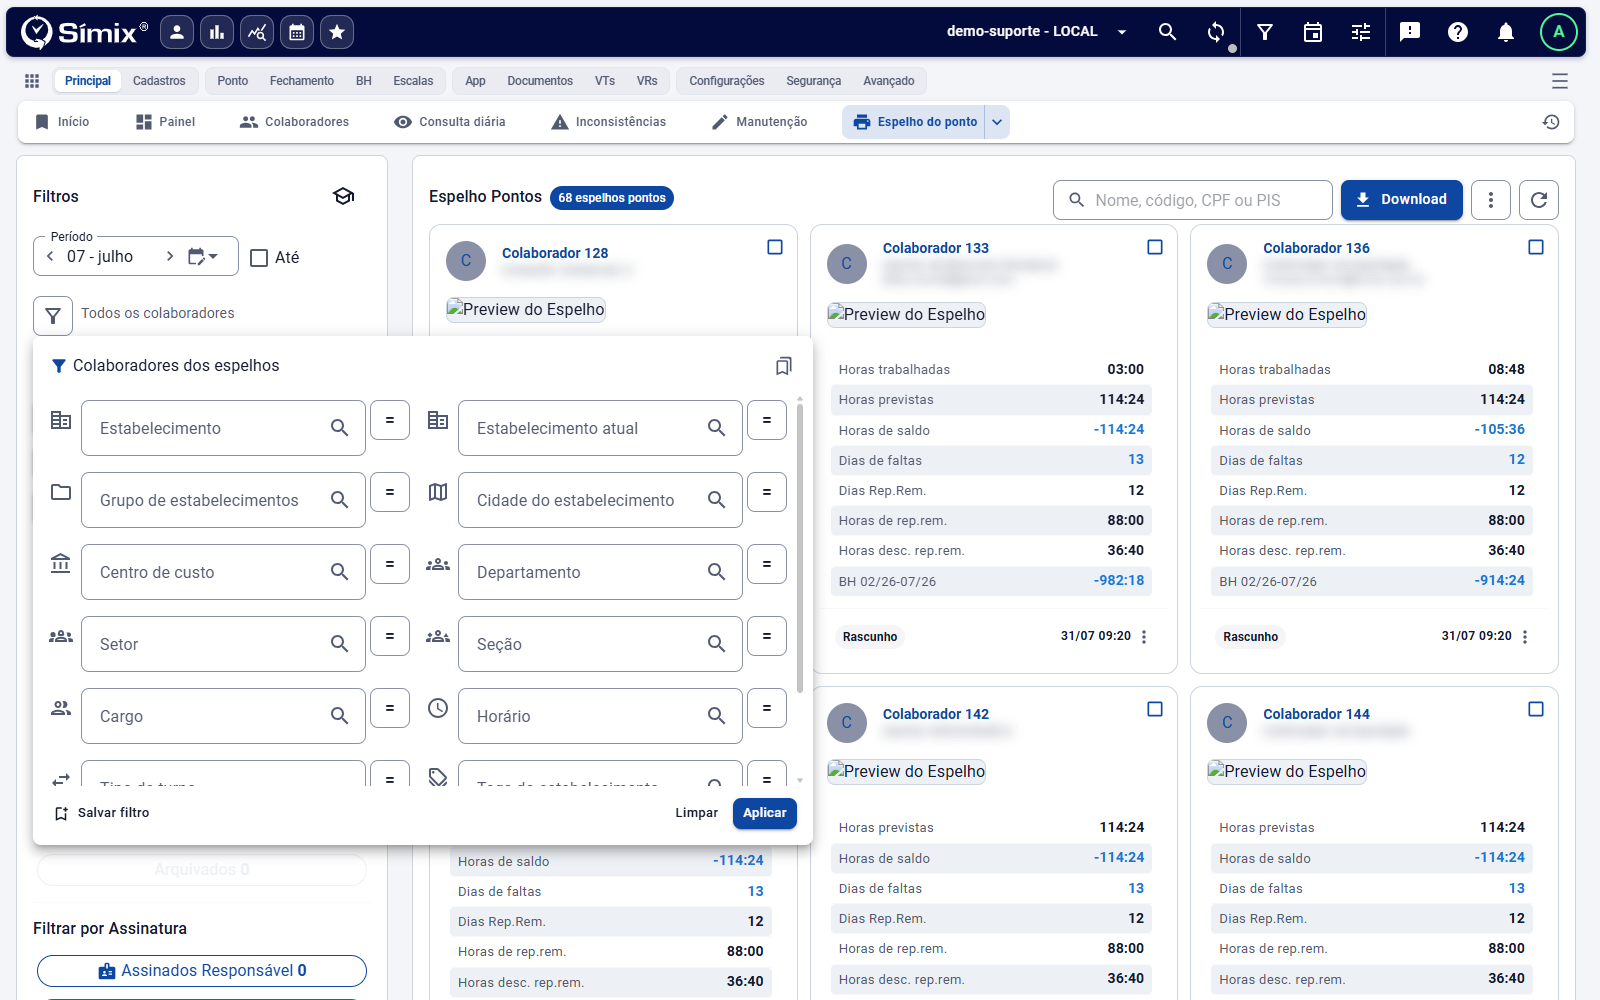 Símix®
demo-suporte - LOCAL
A
Principal
Cadastros
Ponto
Fechamento
BH
Escalas
App
Documentos
VTs
VRs
Configurações
Segurança
Avançado
Início
Painel
Colaboradores
Consulta diária
Inconsistências
Manutenção
Espelho do ponto
Filtros
Período
07 - julho
Até
Todos os colaboradores
Espelho Pontos
68 espelhos pontos
Nome, código, CPF ou PIS
Download
C
Colaborador 128
Preview do Espelho
C
Colaborador 133
Preview do Espelho
Horas trabalhadas 03:00
Horas previstas 114:24
Horas de saldo -114:24
Dias de faltas 13
Dias Rep.Rem. 12
Horas de rep.rem. 88:00
Horas desc. rep.rem. 36:40
BH 02/26-07/26 -982:18
Rascunho 31/07 09:20
C
Colaborador 136
Preview do Espelho
Horas trabalhadas 08:48
Horas previstas 114:24
Horas de saldo -105:36
Dias de faltas 12
Dias Rep.Rem. 12
Horas de rep.rem. 88:00
Horas desc. rep.rem. 36:40
BH 02/26-07/26 -914:24
Rascunho 31/07 09:20
Colaboradores dos espelhos
Estabelecimento =
Estabelecimento atual =
Grupo de estabelecimentos =
Cidade do estabelecimento =
Centro de custo =
Departamento =
Setor =
Seção =
Cargo =
Horário =
Tipo de turno =
Tags do estabelecimento =
Salvar filtro
Limpar
Aplicar
Arquivados 0
Filtrar por Assinatura
Assinados Responsável 0
Horas de saldo -114:24
Dias de faltas 13
Dias Rep.Rem. 12
Horas de rep.rem. 88:00
Horas desc. rep.rem. 36:40
C
Colaborador 142
Preview do Espelho
Horas previstas 114:24
Horas de saldo -114:24
Dias de faltas 13
Dias Rep.Rem. 12
Horas de rep.rem. 88:00
Horas desc. rep.rem. 36:40
C
Colaborador 144
Preview do Espelho
Horas previstas 114:24
Horas de saldo -114:24
Dias de faltas 13
Dias Rep.Rem. 12
Horas de rep.rem. 88:00
Horas desc. rep.rem. 36:40